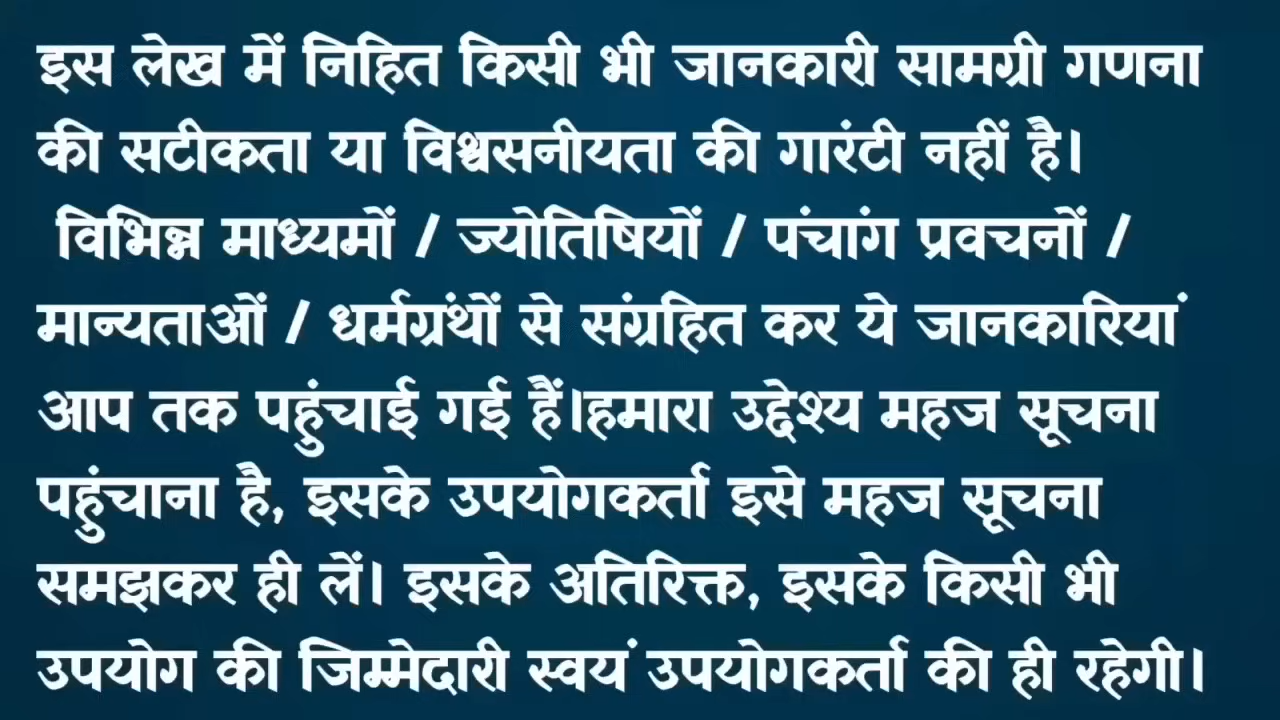 इस लेख में निहित किसी भी जानकारी सामग्री गणना
की सटीकता या विश्वसनीयता की गारंटी नहीं है।
विभिन्न माध्यमों / ज्योतिषियों / पंचांग प्रवचनों /
मान्यताओं / धर्मग्रंथों से संग्रहित कर ये जानकारियां
आप तक पहुंचाई गई हैं।हमारा उद्देश्य महज सूचना
पहुंचाना है, इसके उपयोगकर्ता इसे महज सूचना
समझकर ही लें। इसके अतिरिक्त, इसके किसी भी
उपयोग की जिम्मेदारी स्वयं उपयोगकर्ता की ही रहेगी।